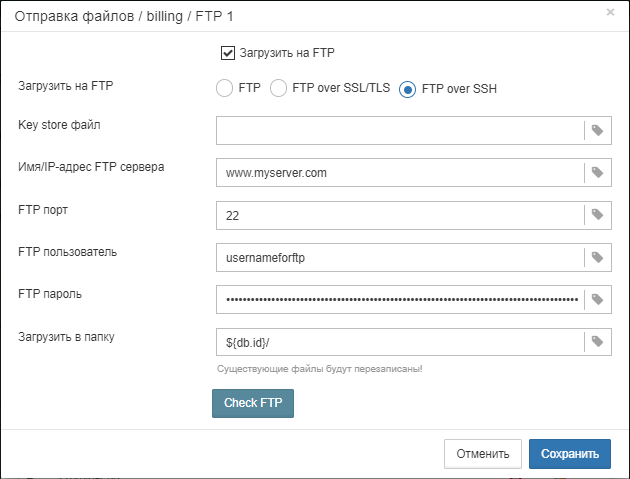 Отправка файлов / billing / FTP 1
×
Загрузить на FTP
Загрузить на FTP FTP FTP over SSL/TLS FTP over SSH
Key store файл
Имя/IP-адрес FTP сервера www.myserver.com
FTP порт 22
FTP пользователь usernameforftp
FTP пароль
Загрузить в папку ${db.id}/
Существующие файлы будут перезаписаны!
Check FTP
Отменить Сохранить